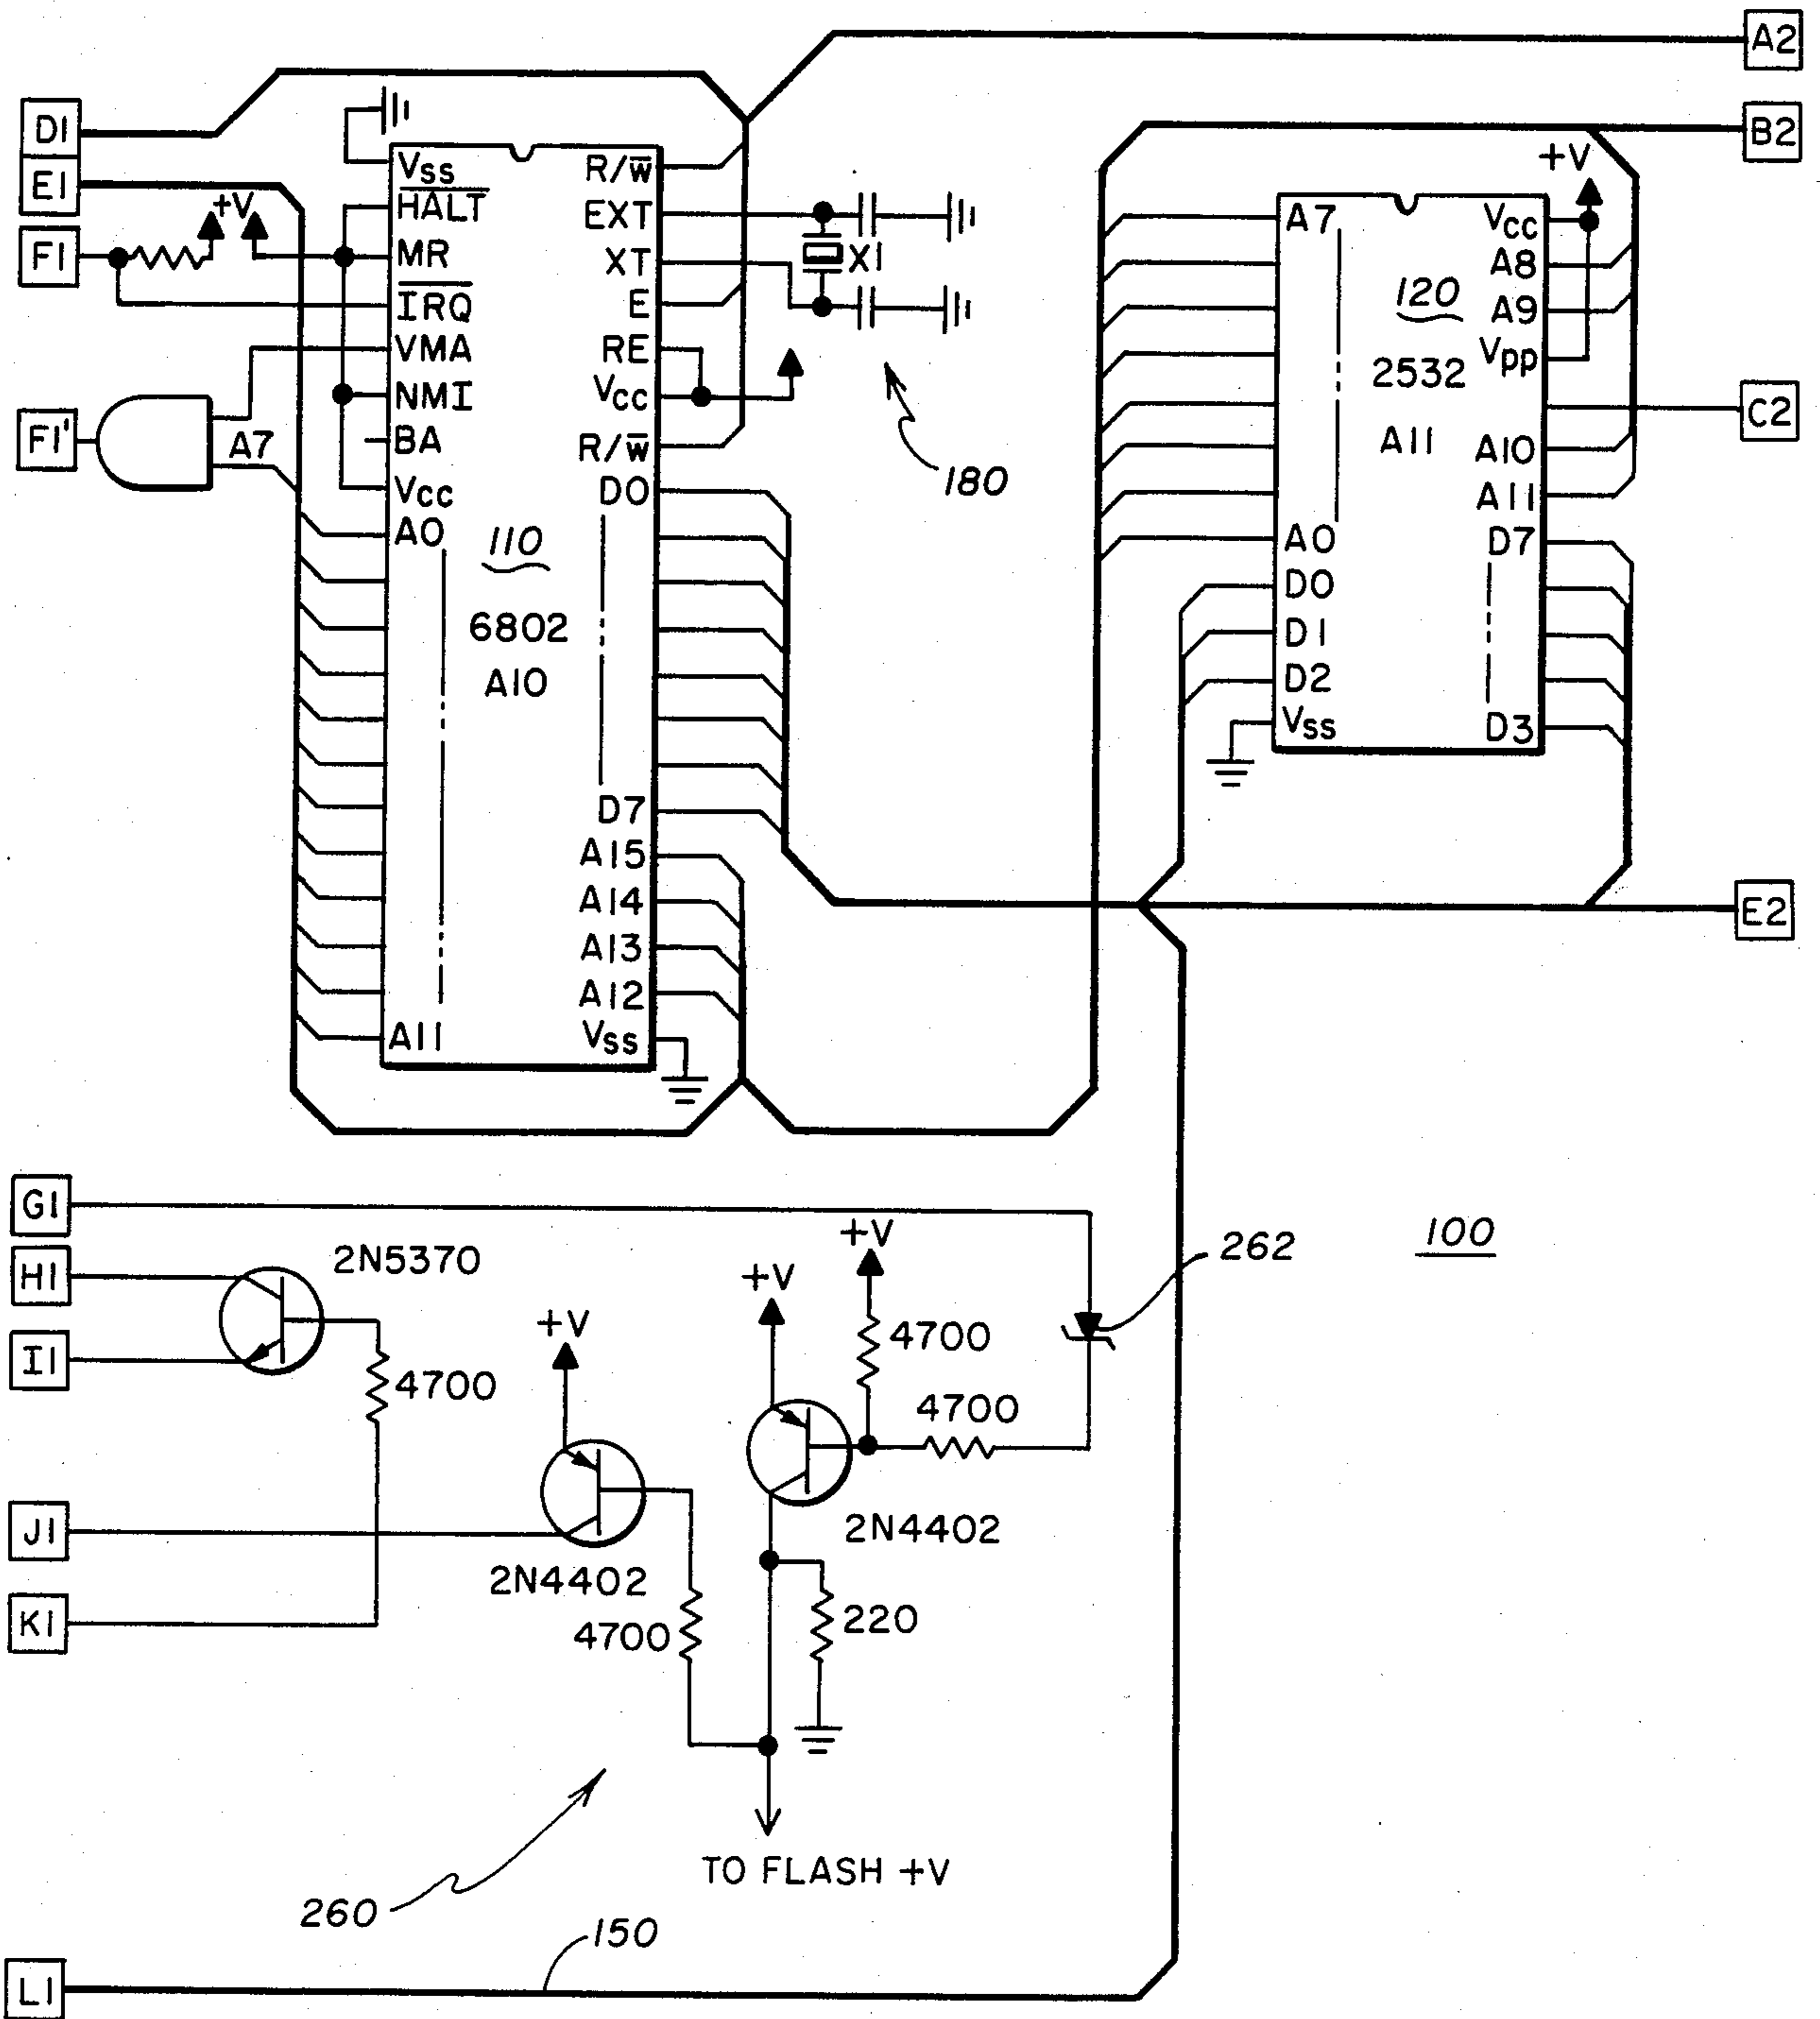 A2
D1
B2
+V
Vss
R/W̅
E1
H̅A̅L̅T̅
EXT
+V
A7
Vcc
F1
MR
XT
X1
A8
I̅R̅Q̅
E
120
A9
VMA
RE
2532
Vpp
NMI
Vcc
C2
F1'
A7
BA
R/W̅
A11
A10
180
Vcc
D0
A11
A0
110
A0
D7
D0
6802
D1
A10
D2
Vss
D3
D7
A15
A14
E2
A13
A12
A11
Vss
G1
100
+V
262
H1
2N5370
+V
+V
4700
I1
4700
4700
J1
2N4402
2N4402
K1
4700
220
TO FLASH +V
260
150
L1